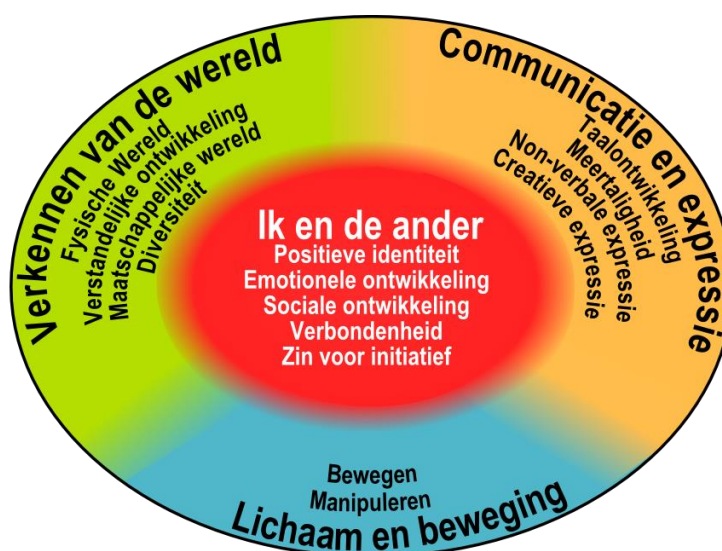 Verkennen van de wereld
Fysische Wereld
Verstandelijke ontwikkeling
Maatschappelijke wereld
Diversiteit
Communicatie en expressie
Taalontwikkeling
Meertaligheid
Non-verbale expressie
Creatieve expressie
Ik en de ander
Positieve identiteit
Emotionele ontwikkeling
Sociale ontwikkeling
Verbondenheid
Zin voor initiatief
Bewegen
Manipuleren
Lichaam en beweging